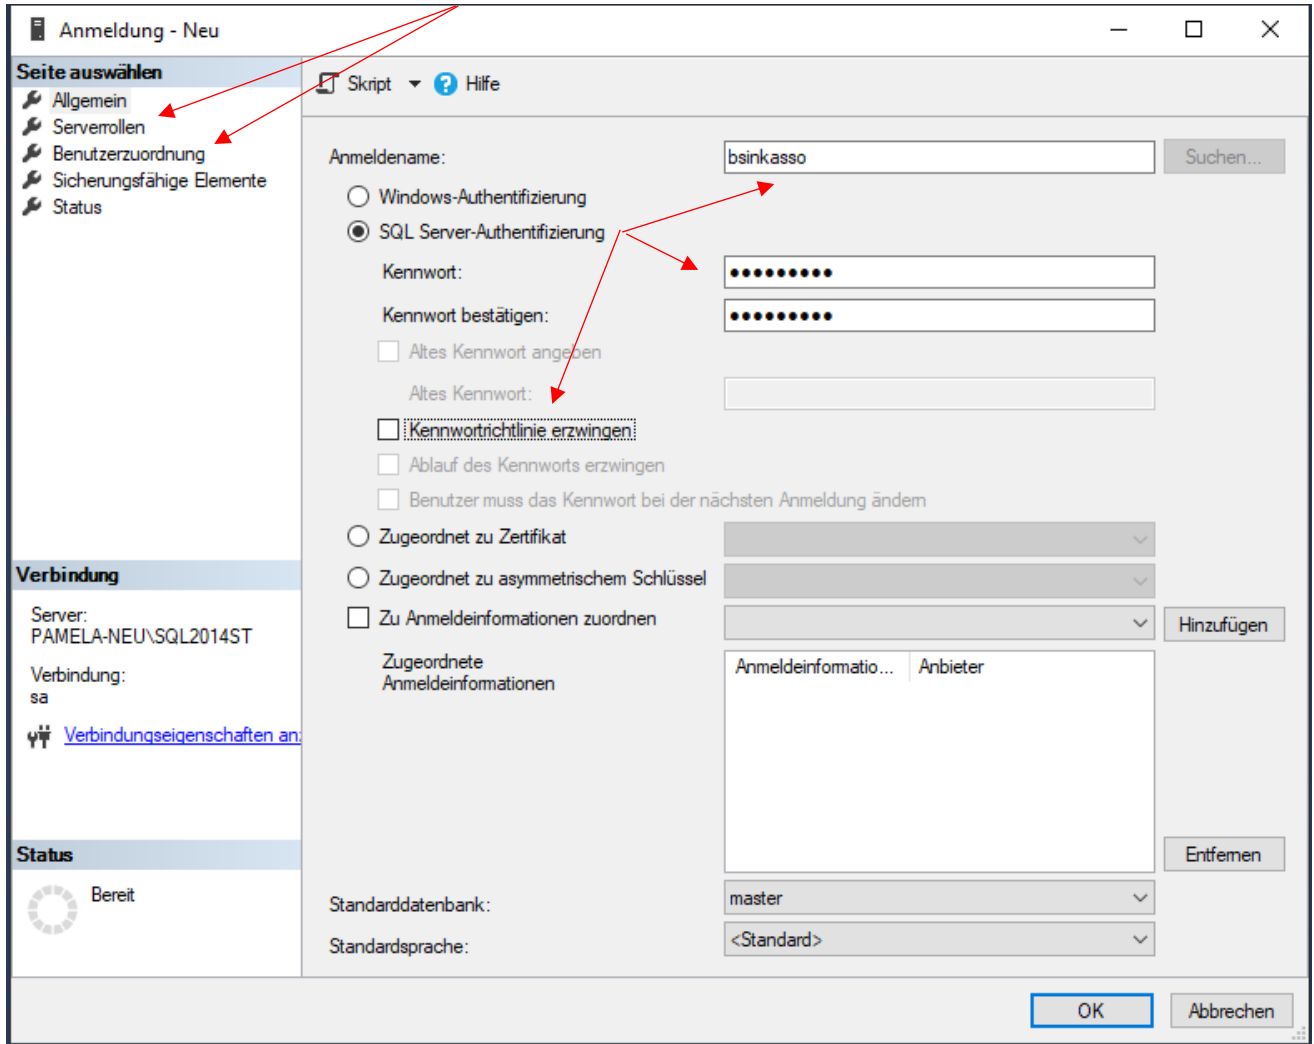 Anmeldung - Neu
Seite auswählen
Allgemein
Serverrollen
Benutzerzuordnung
Sicherungsfähige Elemente
Status
Skript
Hilfe
Anmeldename:
bsinkasso
Suchen...
Windows-Authentifizierung
SQL Server-Authentifizierung
Kennwort:
●●●●●●●●●
Kennwort bestätigen:
●●●●●●●●●
Altes Kennwort angeben
Altes Kennwort:
Kennwortrichtlinie erzwingen
Ablauf des Kennworts erzwingen
Benutzer muss das Kennwort bei der nächsten Anmeldung ändern
Zugeordnet zu Zertifikat
Zugeordnet zu asymmetrischem Schlüssel
Zu Anmeldeinformationen zuordnen
Hinzufügen
Zugeordnete
Anmeldeinformationen
Anmeldeinformatio... Anbieter
Entfernen
Standarddatenbank:
master
Standardsprache:
<Standard>
Verbindung
Server:
PAMELA-NEU\SQL2014ST
Verbindung:
sa
Verbindungseigenschaften an
Status
Bereit
OK
Abbrechen